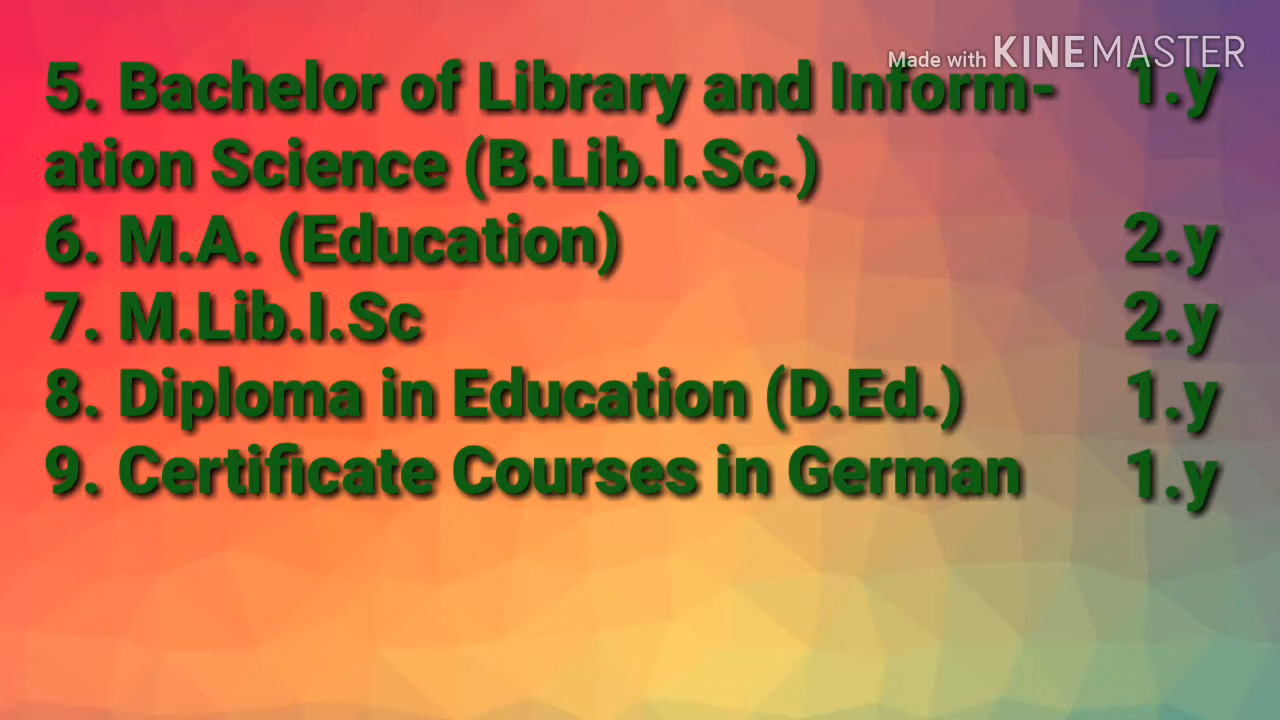 Made with KINEMASTER
5. Bachelor of Library and Inform- 1.y
ation Science (B.Lib.I.Sc.)
6. M.A. (Education) 2.y
7. M.Lib.I.Sc 2.y
8. Diploma in Education (D.Ed.) 1.y
9. Certificate Courses in German 1.y